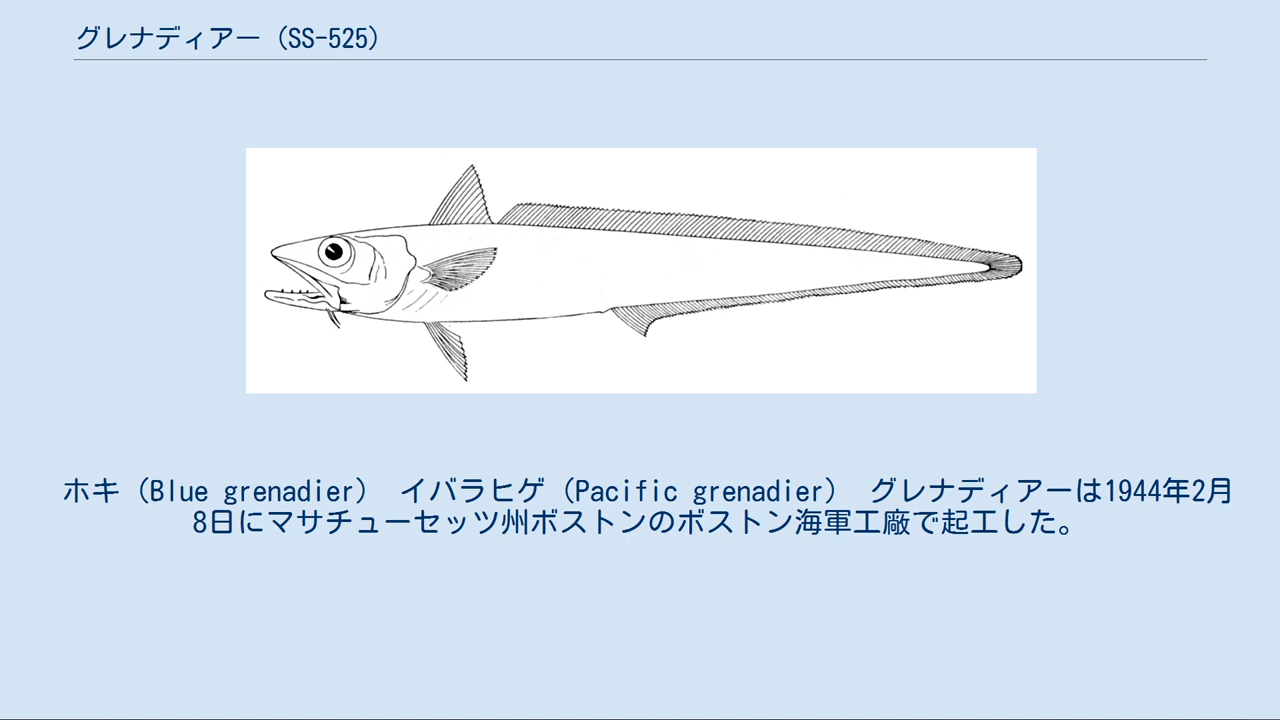 グレナディアー（SS-525）
ホキ（Blue grenadier） イバラヒゲ（Pacific grenadier） グレナディアーは1944年2月
8日にマサチューセッツ州ボストンのボストン海軍工廠で起工した。